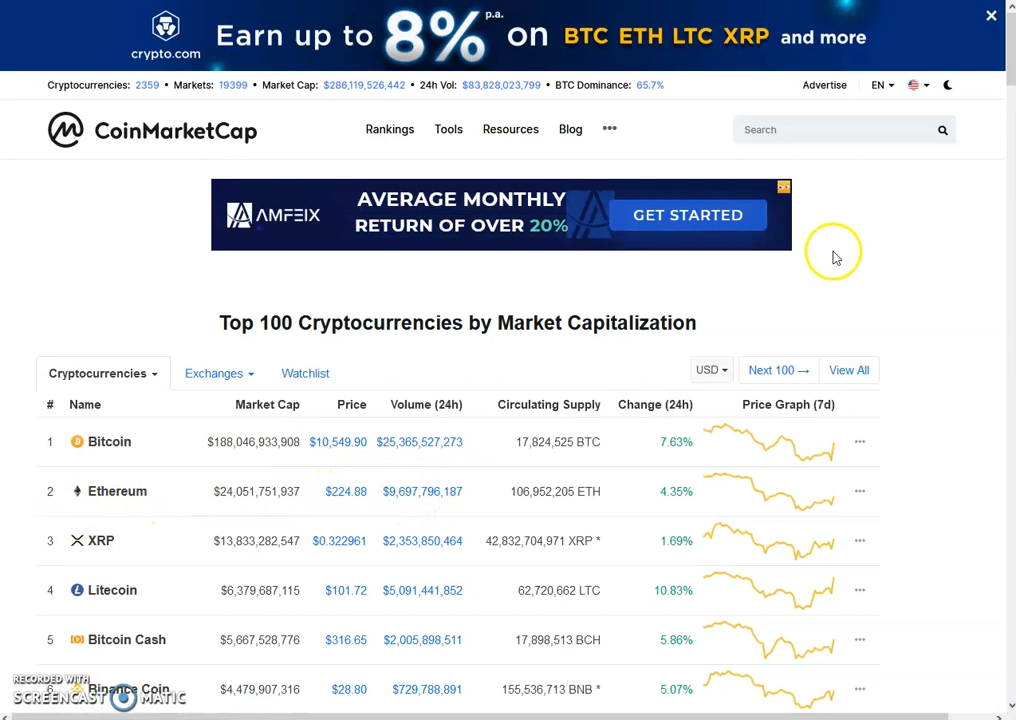 crypto.com
Earn up to 8% p.a. on BTC ETH LTC XRP and more
Cryptocurrencies: 2359 • Markets: 19399 • Market Cap: $286,119,526,442 • 24h Vol: $83,828,023,799 • BTC Dominance: 65.7%
Advertise EN
CoinMarketCap
Rankings Tools Resources Blog •••
Search
AMFEIX
AVERAGE MONTHLY
RETURN OF OVER 20%
GET STARTED
Top 100 Cryptocurrencies by Market Capitalization
Cryptocurrencies Exchanges Watchlist USD Next 100 → View All
# Name Market Cap Price Volume (24h) Circulating Supply Change (24h) Price Graph (7d)
1 Bitcoin $188,046,933,908 $10,549.90 $25,365,527,273 17,824,525 BTC 7.63%
2 Ethereum $24,051,751,937 $224.88 $9,697,796,187 106,952,205 ETH 4.35%
3 XRP $13,833,282,547 $0.322961 $2,353,850,464 42,832,704,971 XRP * 1.69%
4 Litecoin $6,379,687,115 $101.72 $5,091,441,852 62,720,662 LTC 10.83%
5 Bitcoin Cash $5,667,528,776 $316.65 $2,005,898,511 17,898,513 BCH 5.86%
6 Binance Coin $4,479,907,316 $28.80 $729,788,891 155,536,713 BNB * 5.07%
RECORDED WITH
SCREENCAST MATIC